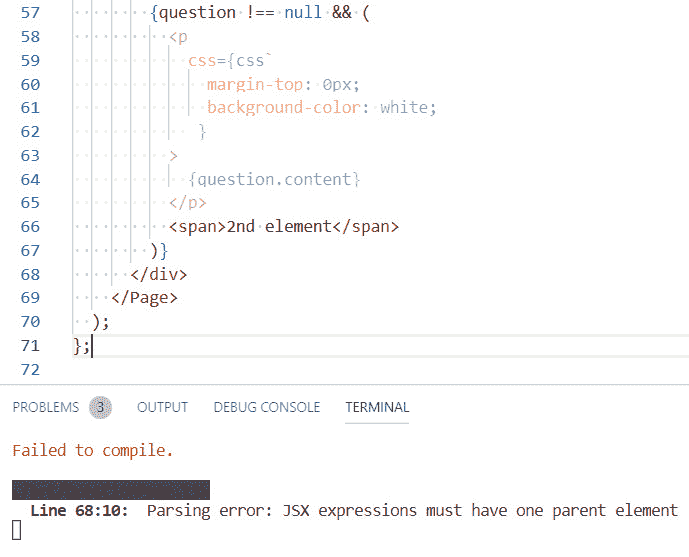 57 {question !== null && (
58 <p
59 css={css`
60 margin-top: 0px;
61 background-color: white;
62 }
63 >
64 {question.content}
65 </p>
66 <span>2nd element</span>
67 )}
68 </div>
69 </Page>
70 );
71 };
72
PROBLEMS 3 OUTPUT DEBUG CONSOLE TERMINAL
Failed to compile.
Line 68:10: Parsing error: JSX expressions must have one parent element